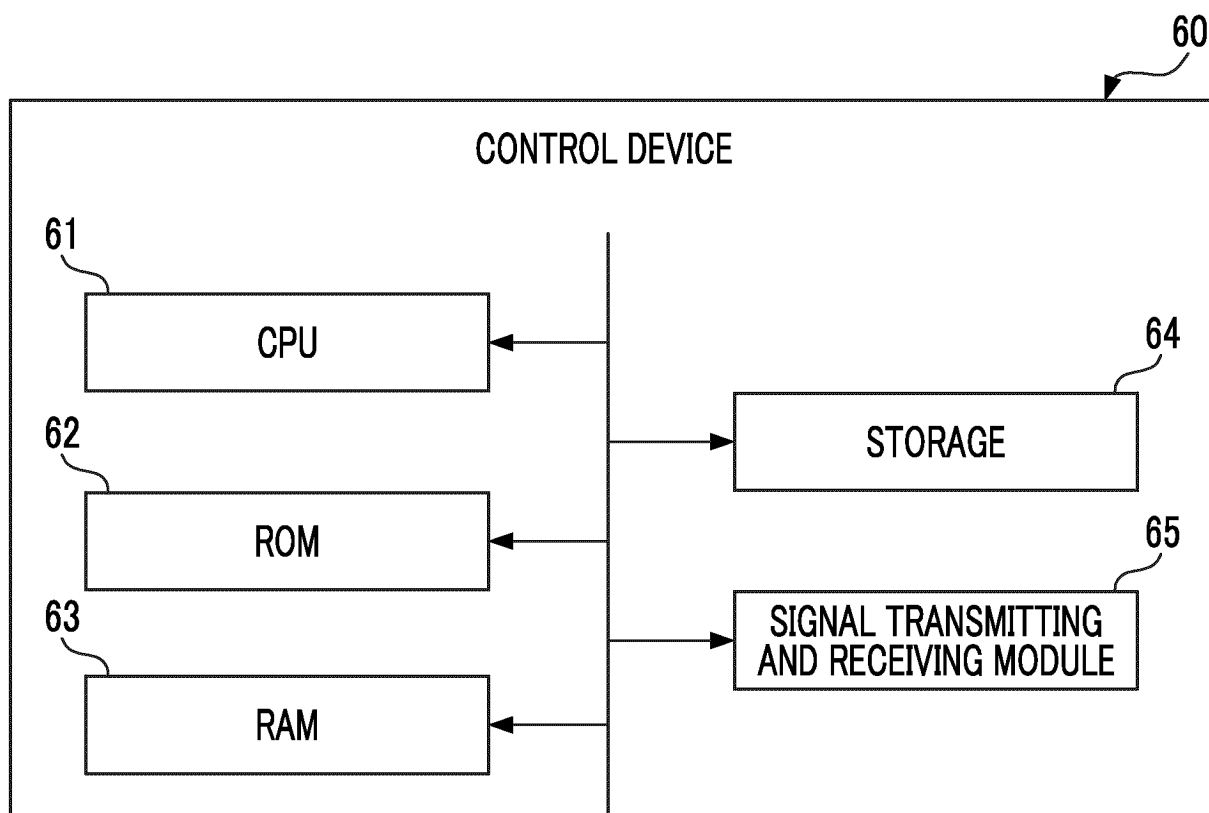 60
CONTROL DEVICE
61
CPU
62
ROM
63
RAM
64
STORAGE
65
SIGNAL TRANSMITTING
AND RECEIVING MODULE